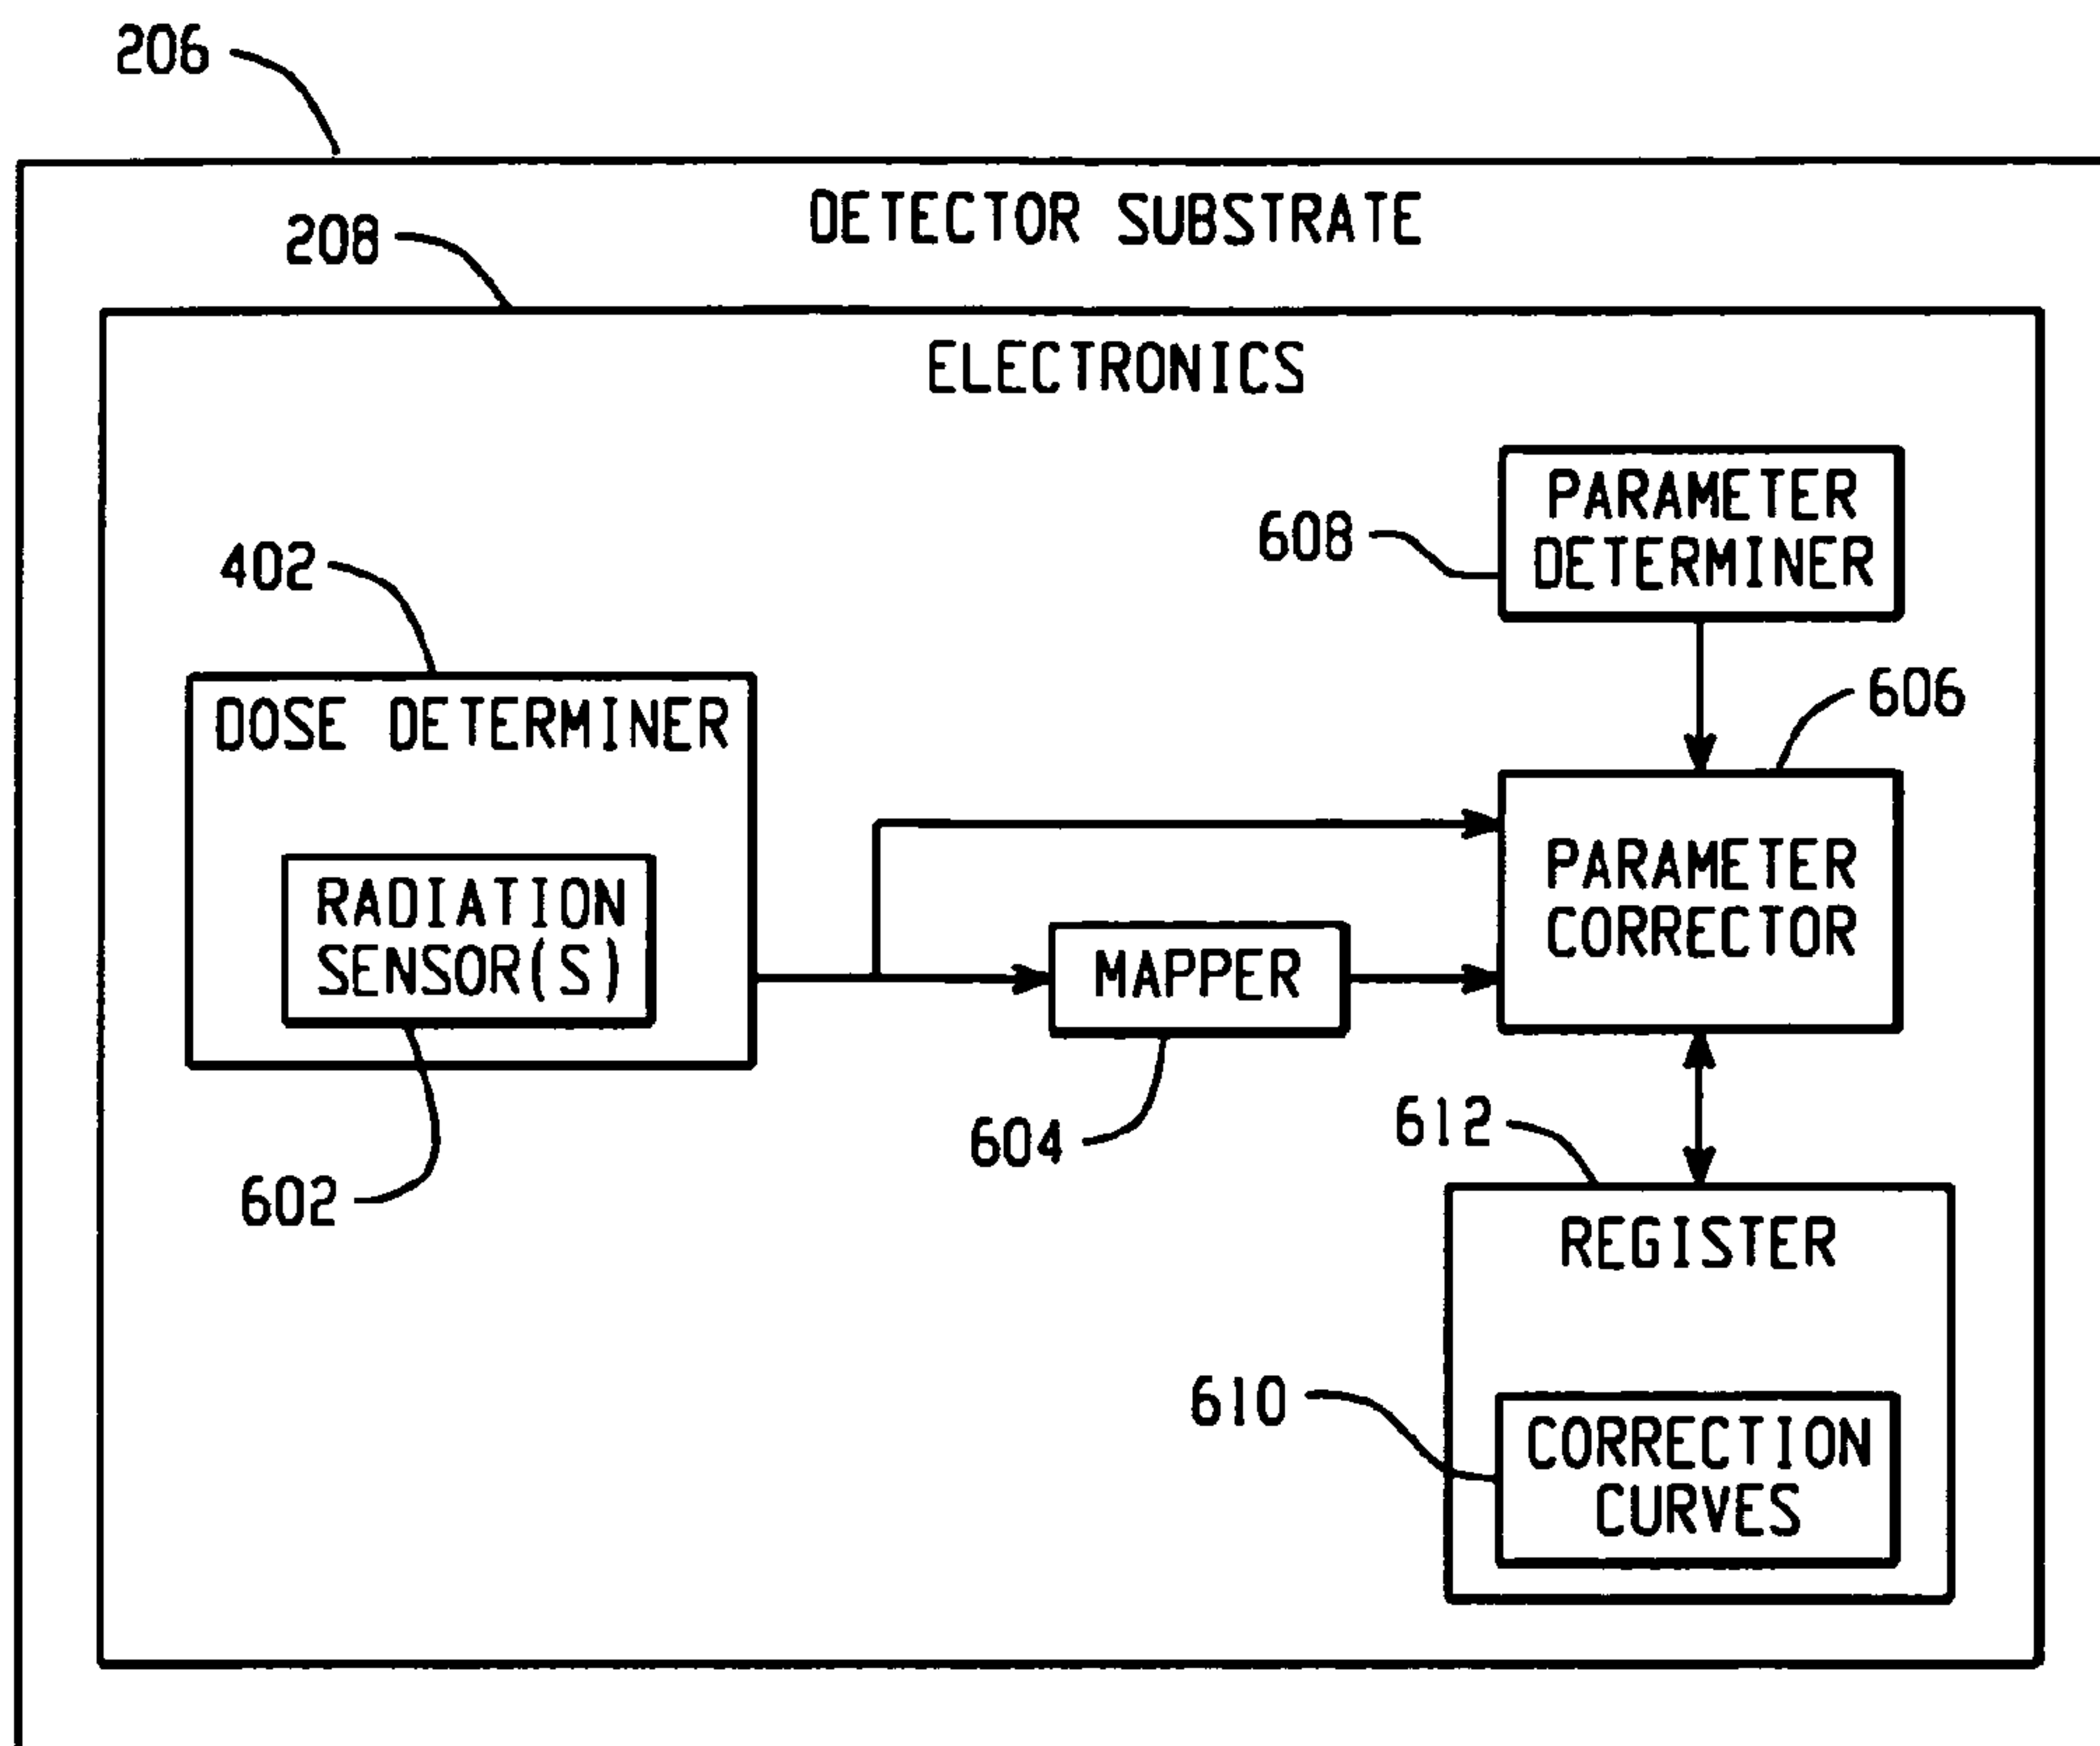 206
DETECTOR SUBSTRATE
208
ELECTRONICS
PARAMETER
DETERMINER
608
402
606
DOSE DETERMINER
PARAMETER
CORRECTOR
RADIATION
SENSOR(S)
MAPPER
604
612
602
REGISTER
610
CORRECTION
CURVES